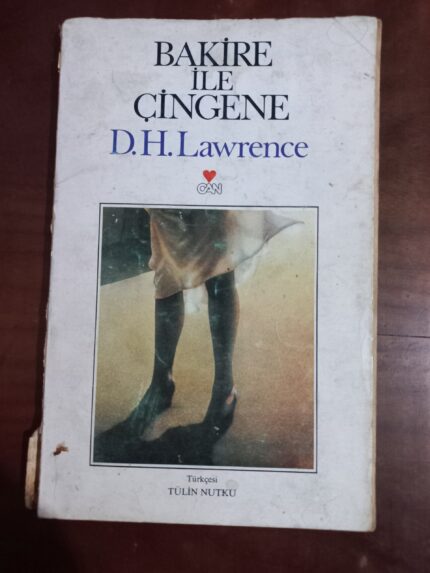 BAKİRE
İLE
ÇİNGENE
D.H. Lawrence
CAN
Türkçesi
TÜLİN NUTKU